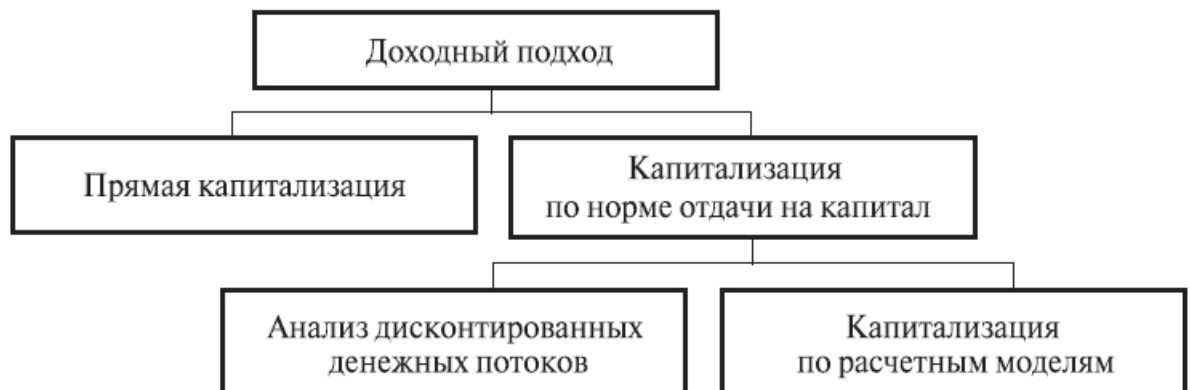 Доходный подход
Прямая капитализация
Капитализация
по норме отдачи на капитал
Анализ дисконтированных
денежных потоков
Капитализация
по расчетным моделям